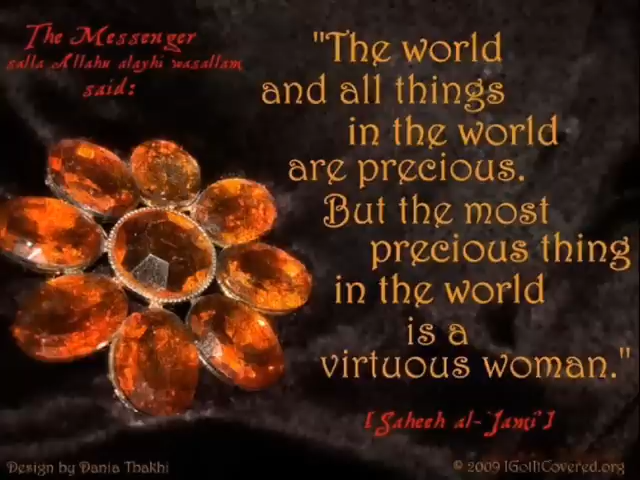 The Messenger
salla Allahu alayhi wasallam
said:
"The world
and all things
in the world
are precious.
But the most
precious thing
in the world
is a
virtuous woman."
[Saheeh al-Jami']
Design by Dania Thakhi
© 2009 IGotItCovered.org